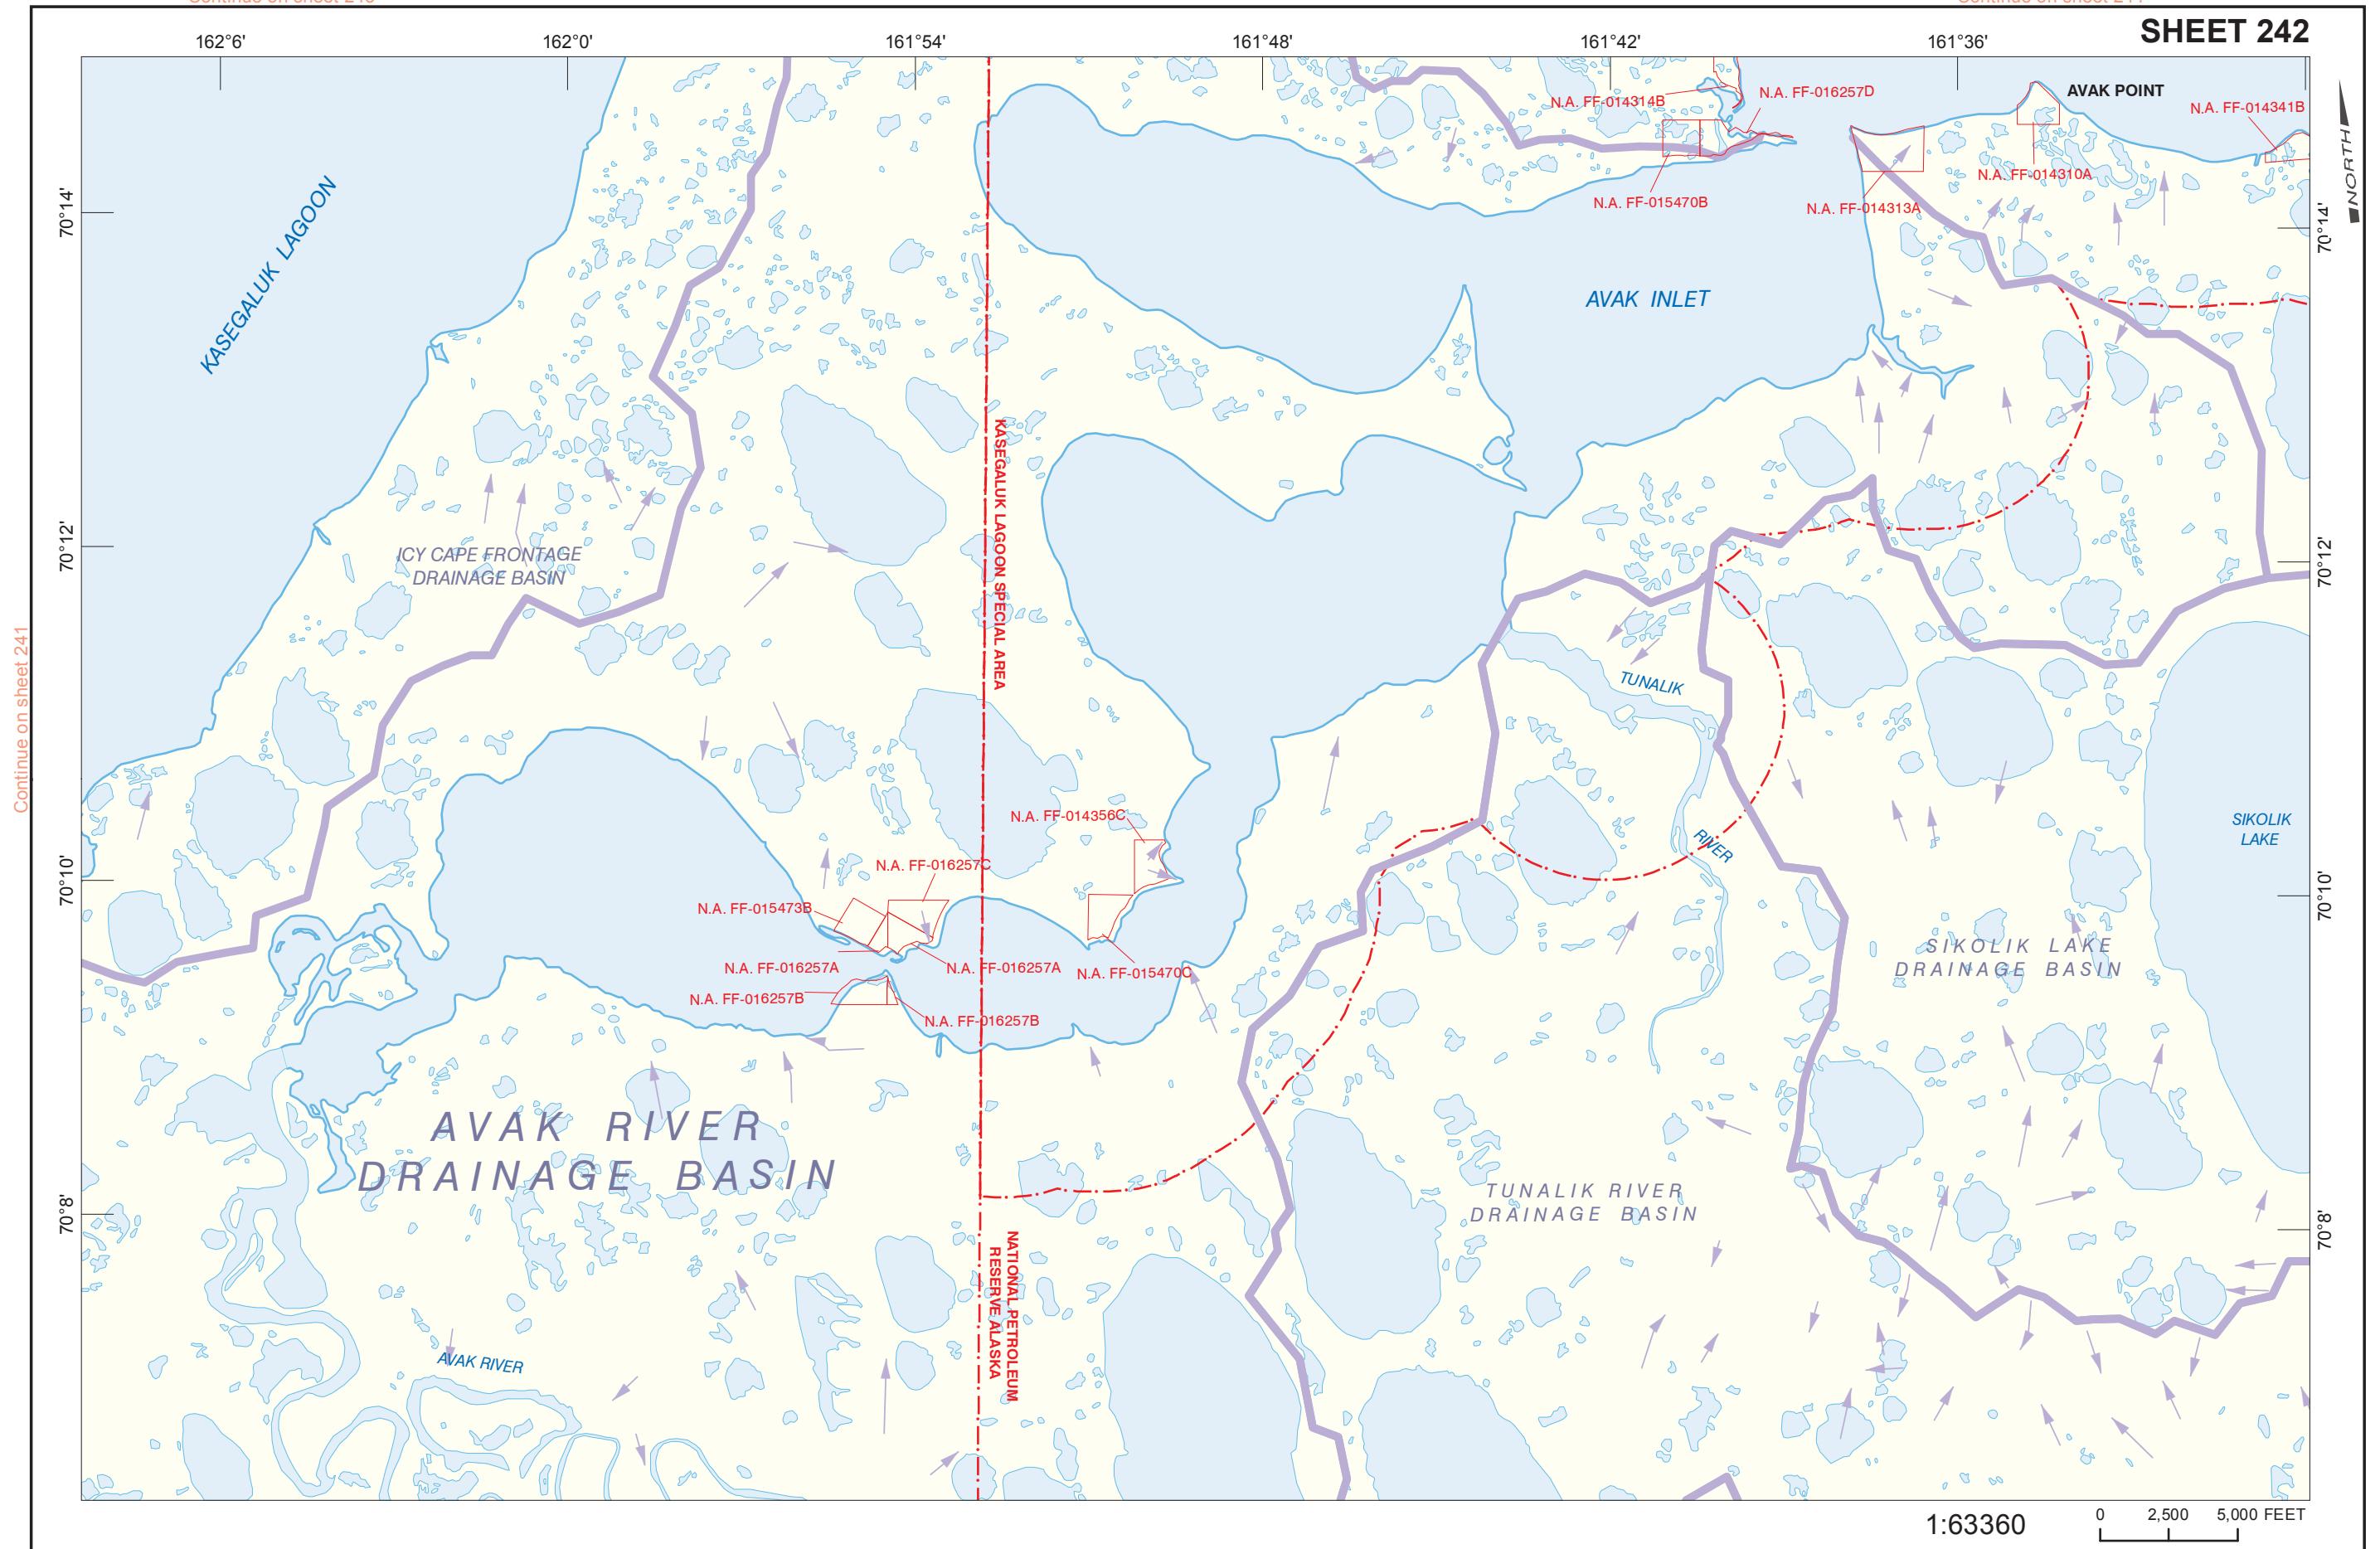 SHEET 242
162°6'
162°0'
161°54'
161°48'
161°42'
161°36'
NORTH
AVAK POINT
N.A. FF-014314B
N.A. FF-016257D
N.A. FF-014341B
N.A. FF-014310A
N.A. FF-015470B
N.A. FF-014313A
70°14'
70°14'
KASEGALUK LAGOON
AVAK INLET
KASEGALUK LAGOON SPECIAL AREA
70°12'
70°12'
ICY CAPE FRONTAGE
DRAINAGE BASIN
Continue on sheet 241
TUNALIK
RIVER
SIKOLIK
LAKE
N.A. FF-014356C
N.A. FF-016257C
N.A. FF-015473B
N.A. FF-016257A
N.A. FF-016257A
N.A. FF-015470C
N.A. FF-016257B
N.A. FF-016257B
70°10'
70°10'
SIKOLIK LAKE
DRAINAGE BASIN
AVAK RIVER
DRAINAGE BASIN
TUNALIK RIVER
DRAINAGE BASIN
70°8'
70°8'
NATIONAL PETROLEUM
RESERVE ALASKA
AVAK RIVER
1:63360
0 2,500 5,000 FEET